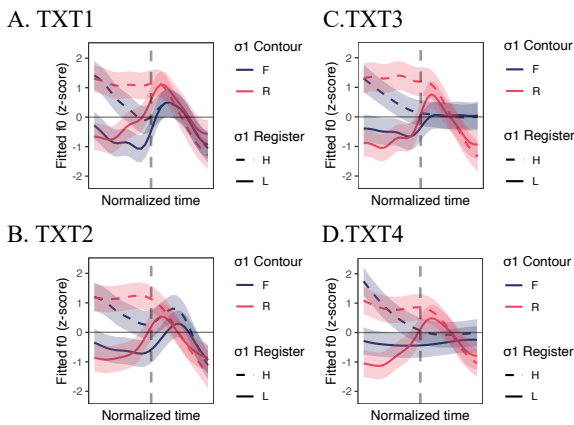 A. TXT1
Fitted f0 (z-score)
2
1
0
-1
-2
Normalized time
σ1 Contour
F
R
σ1 Register
H
L
C.TXT3
Fitted f0 (z-score)
2
1
0
-1
-2
Normalized time
σ1 Contour
F
R
σ1 Register
H
L
B. TXT2
Fitted f0 (z-score)
2
1
0
-1
-2
Normalized time
σ1 Contour
F
R
σ1 Register
H
L
D.TXT4
Fitted f0 (z-score)
2
1
0
-1
-2
Normalized time
σ1 Contour
F
R
σ1 Register
H
L